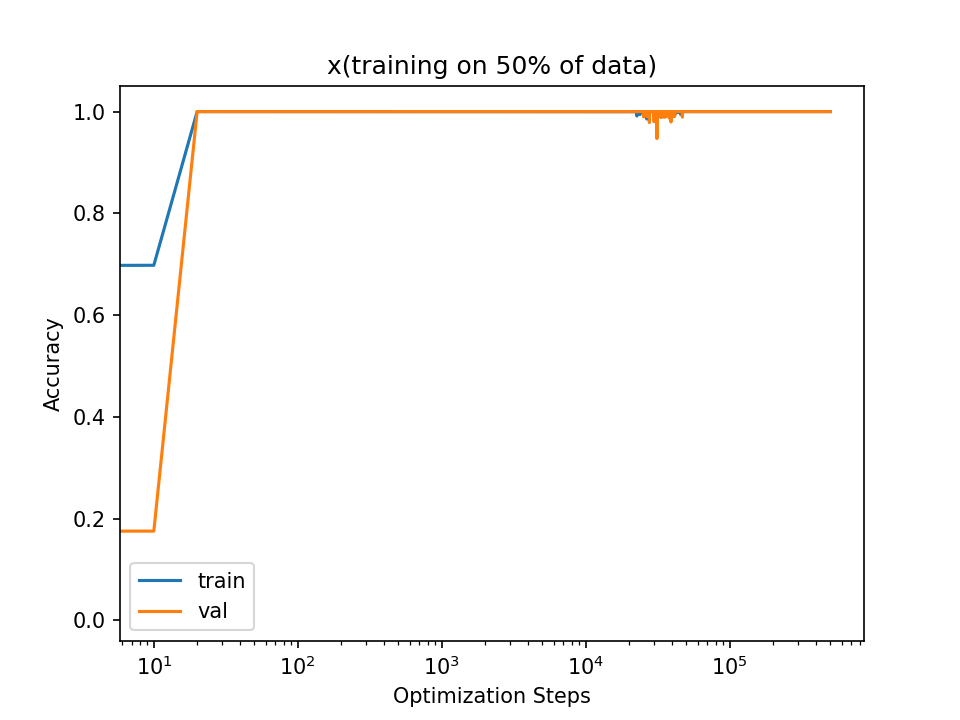 x(training on 50% of data)
Accuracy
1.0
0.8
0.6
0.4
0.2
0.0
train
val
10¹
10²
10³
10⁴
10⁵
Optimization Steps